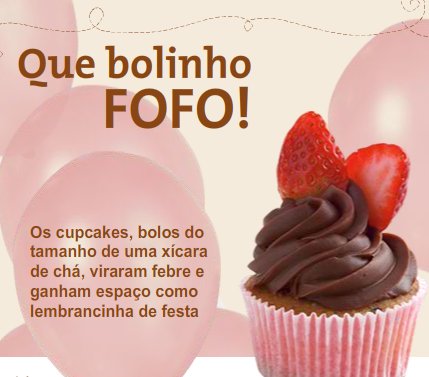 Que bolinho
FOFO!
Os cupcakes, bolos do
tamanho de uma xícara
de chá, viraram febre e
ganham espaço como
lembrancinha de festa